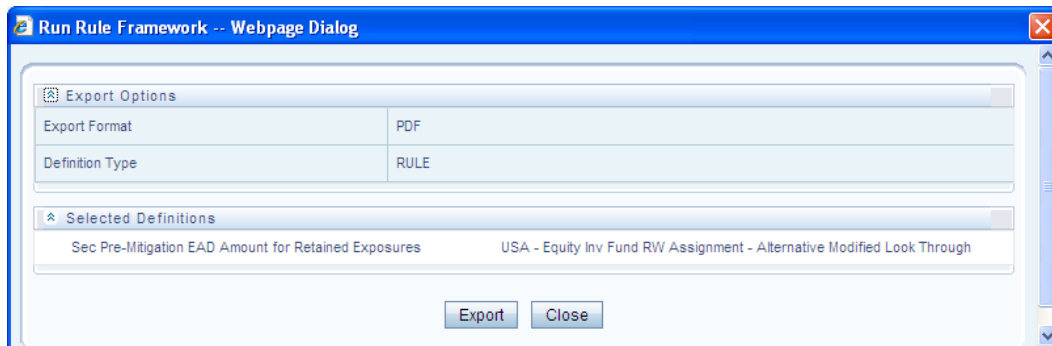 Run Rule Framework -- Webpage Dialog
Export Options
Export Format PDF
Definition Type RULE
Selected Definitions
Sec Pre-Mitigation EAD Amount for Retained Exposures USA - Equity Inv Fund RW Assignment - Alternative Modified Look Through
Export Close